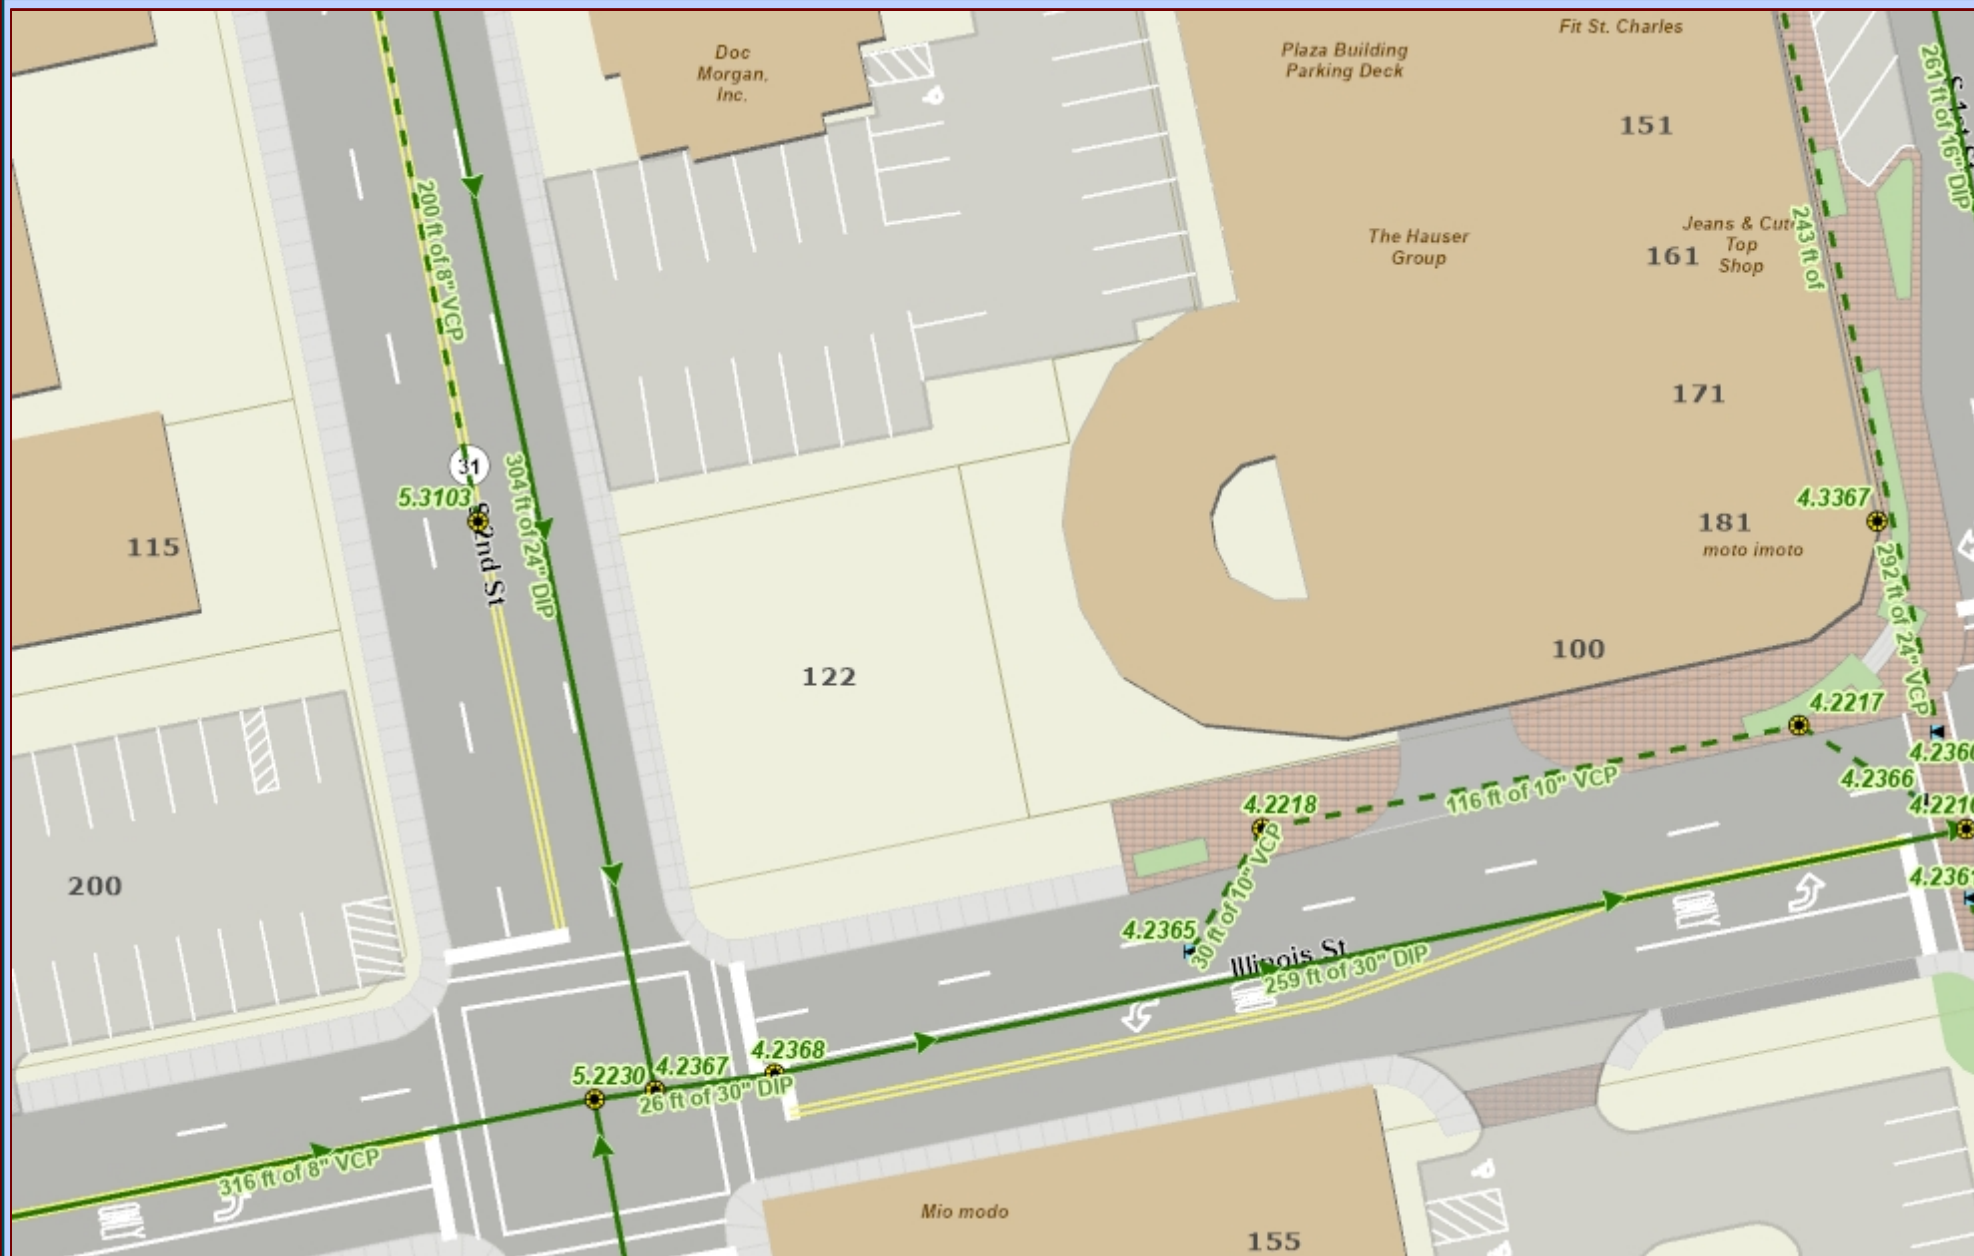 Fit St. Charles
Doc
Morgan,
Inc.
Plaza Building
Parking Deck
261 ft of 16" DIP
151
200 ft of 8" VCP
The Hauser
Group
161
Top
Shop
243 ft of
171
31
5.3103
S 2nd St
304 ft of 24" DIP
4.3367
181
moto imoto
115
292 ft of 24" VCP
122
100
4.2217
4.2366
4.2218
116 ft of 10" VCP
30 ft of 10" VCP
200
4.2365
Illinois St
259 ft of 30" DIP
ONLY
ONLY
4.2368
4.2367
5.2230
26 ft of 30" DIP
316 ft of 8" VCP
ONLY
Mio modo
155